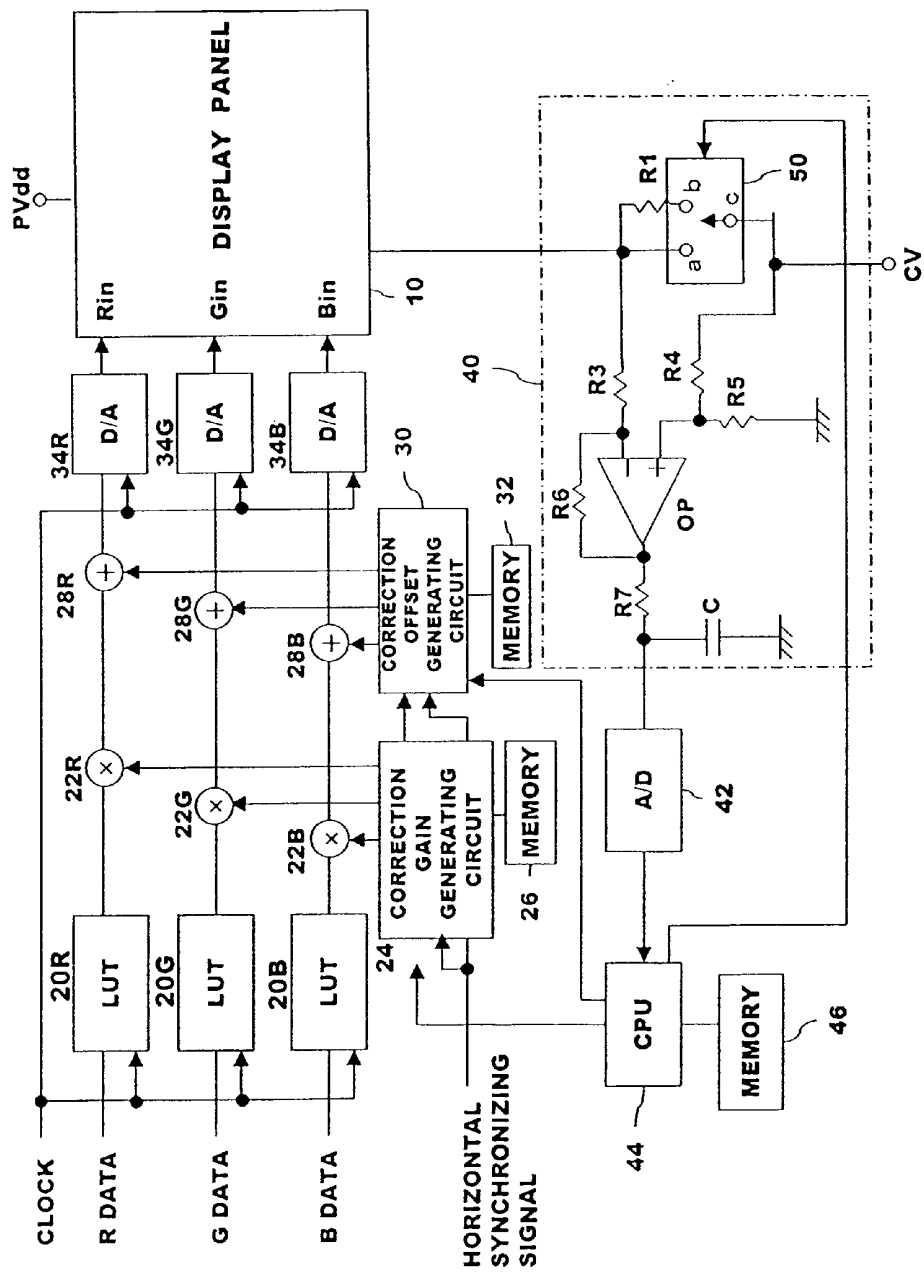 CLOCK
R DATA
G DATA
B DATA
HORIZONTAL
SYNCHRONIZING
SIGNAL
20R
LUT
20G
LUT
20B
LUT
22R
×
22G
×
22B
×
24
CORRECTION
GAIN
GENERATING
CIRCUIT
26
MEMORY
28R
+
28G
+
28B
+
30
CORRECTION
OFFSET
GENERATING
CIRCUIT
32
MEMORY
34R
D/A
34G
D/A
34B
D/A
PVdd
Rin
Gin
Bin
DISPLAY PANEL
10
40
R1
a
b
c
50
R3
R4
R5
R6
−
+
OP
R7
C
CV
A/D
42
CPU
44
MEMORY
46